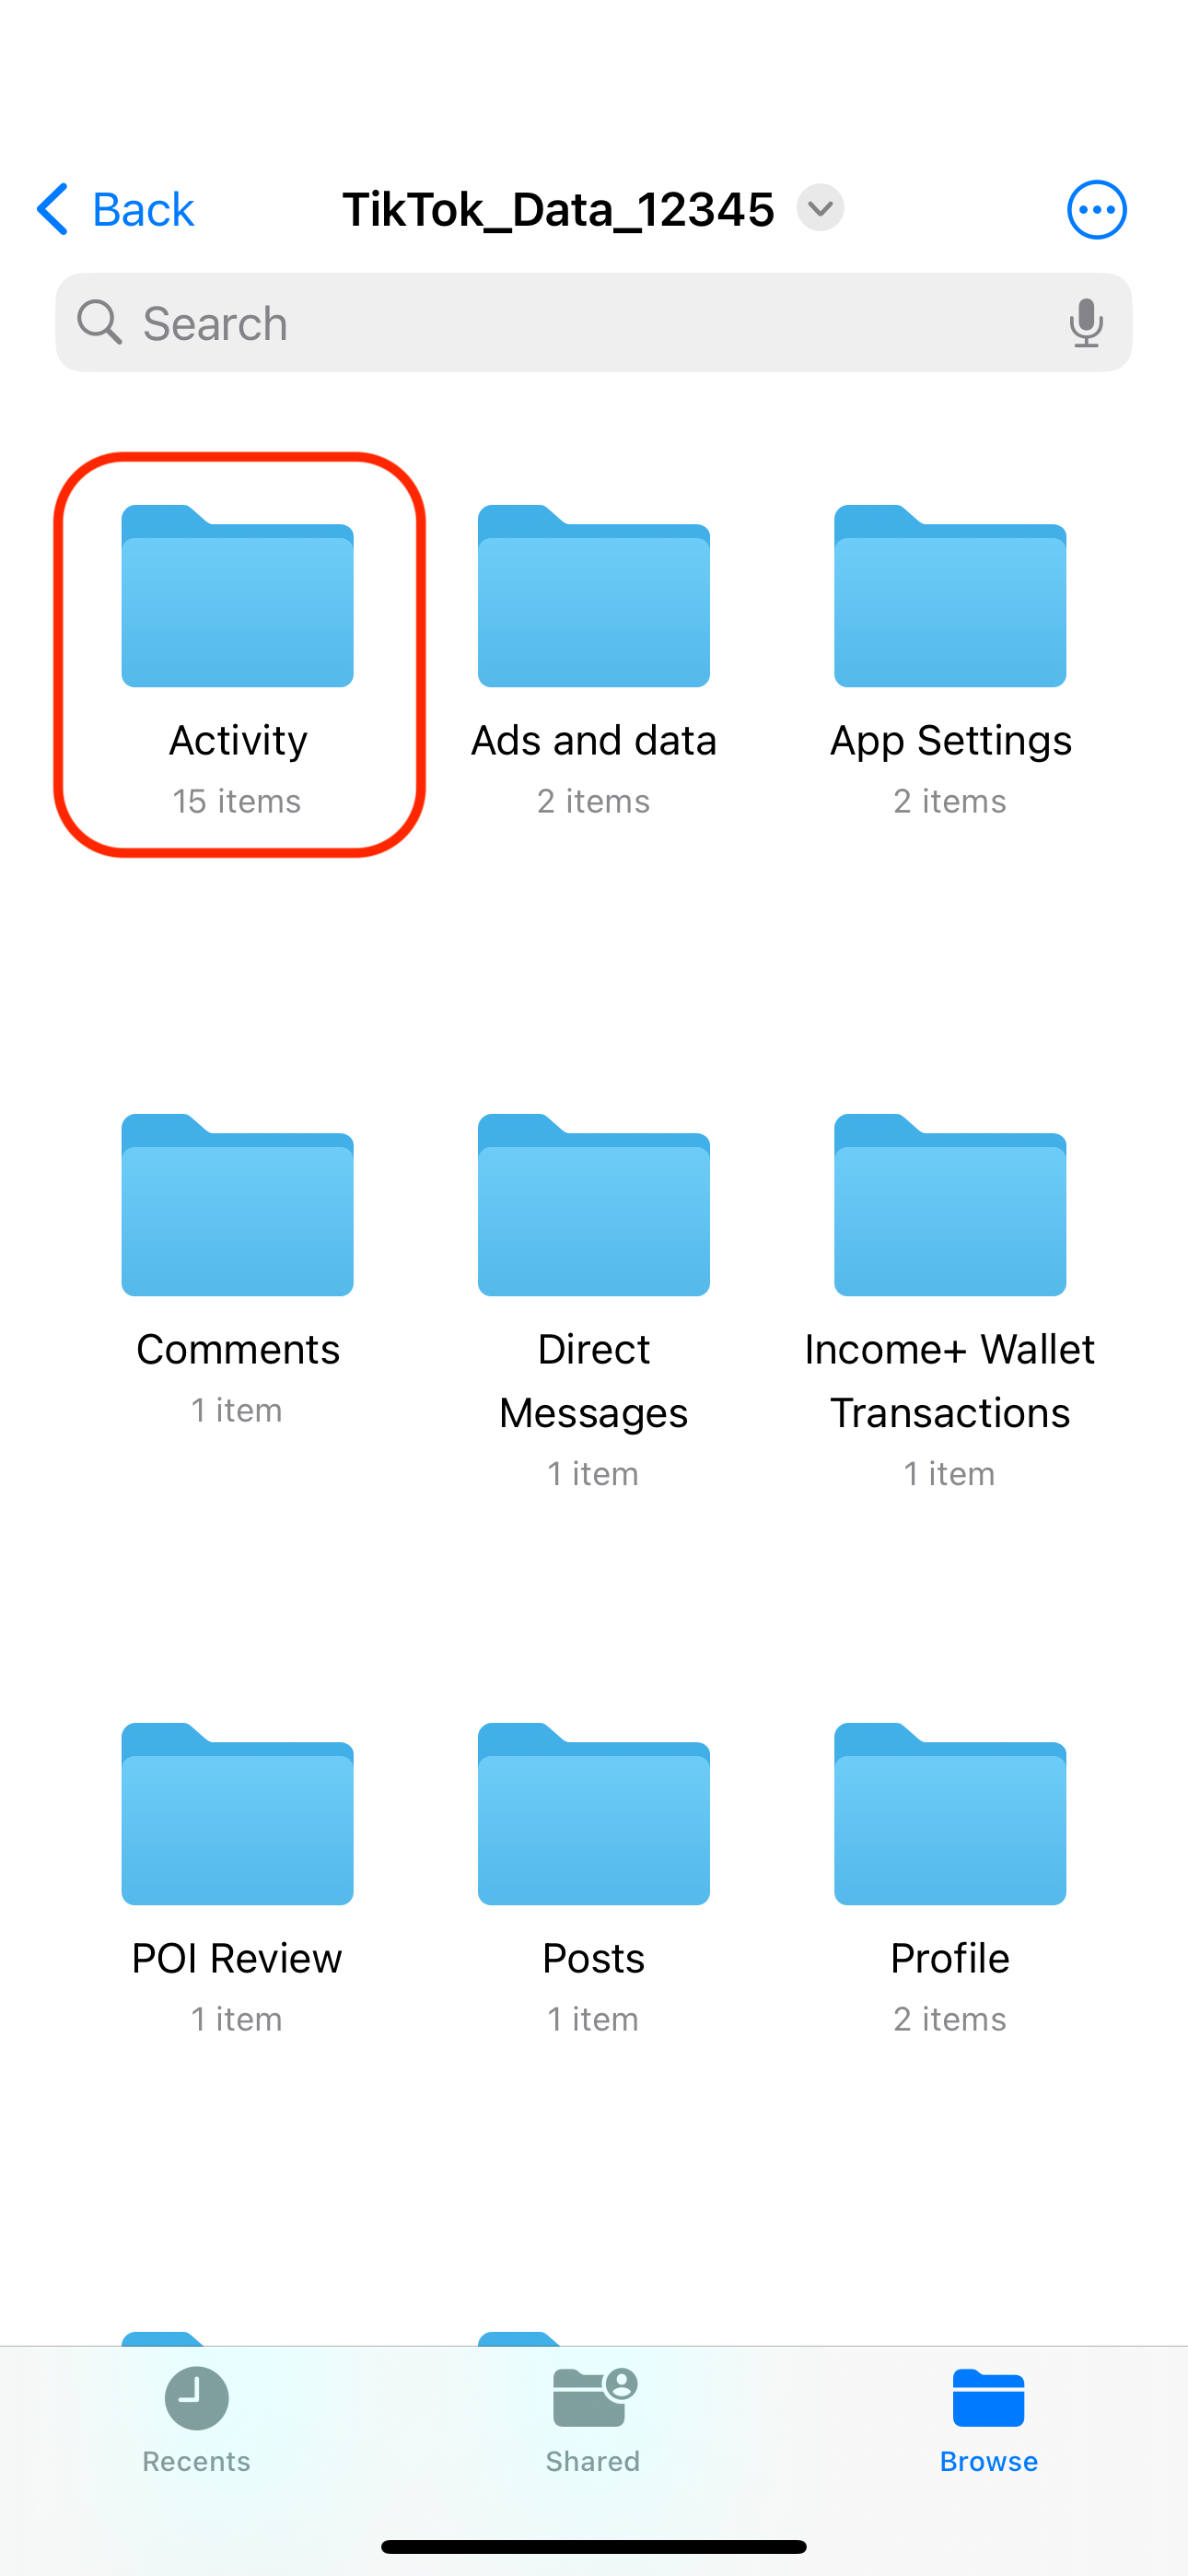 Back
TikTok_Data_12345
Search
Activity
15 items
Ads and data
2 items
App Settings
2 items
Comments
1 item
Direct
Messages
1 item
Income+ Wallet
Transactions
1 item
POI Review
1 item
Posts
1 item
Profile
2 items
Recents
Shared
Browse